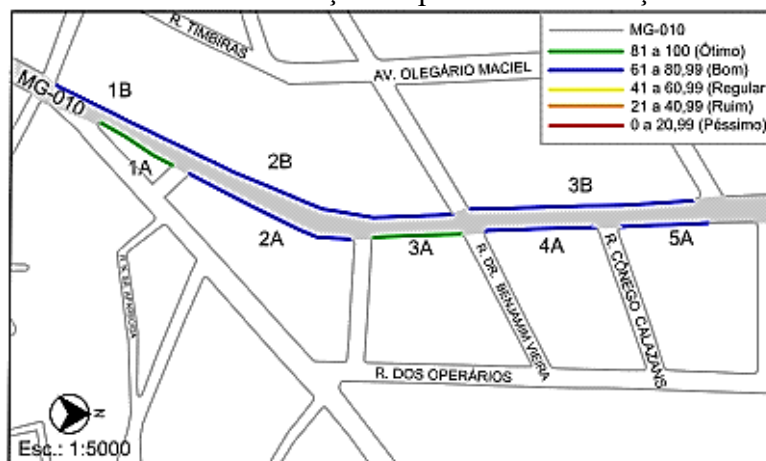 R. TIMBIRAS
AV. OLEGÁRIO MACIEL
MG-010
81 a 100 (Ótimo)
61 a 80,99 (Bom)
41 a 60,99 (Regular
21 a 40,99 (Ruim)
0 a 20,99 (Péssimo)
MG-010
1B
2B
3B
1A
2A
3A
4A
5A
R. DR. BENJAMIM VIEIRA
R. CÔNEGO CALAZANS
R. DOS OPERÁRIOS
N
Esc.: 1:5000